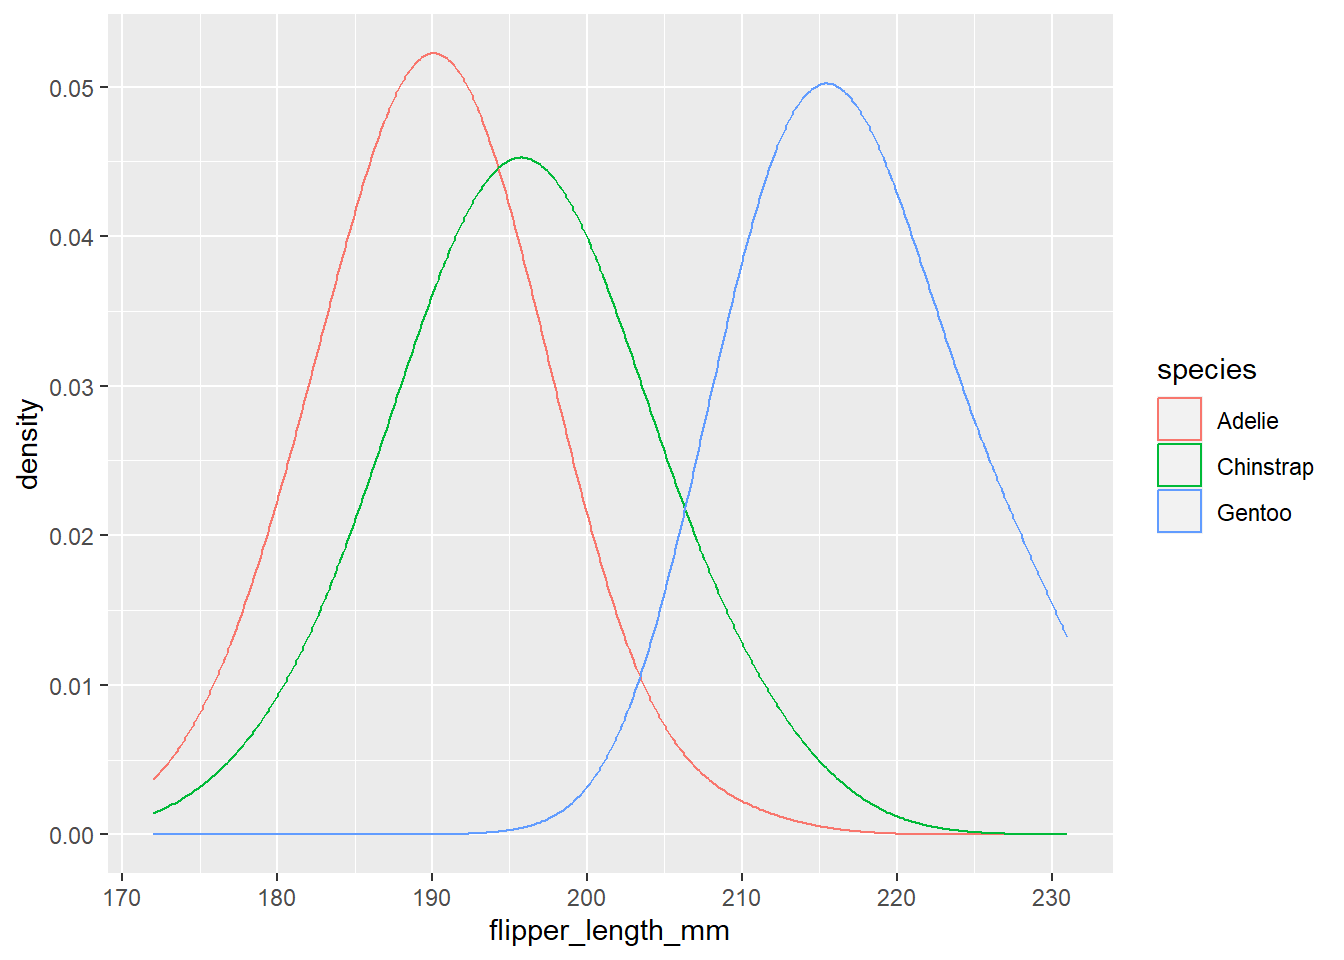 0.05
0.04
0.03
0.02
0.01
0.00
density
170 180 190 200 210 220 230
flipper_length_mm
species
Adelie
Chinstrap
Gentoo